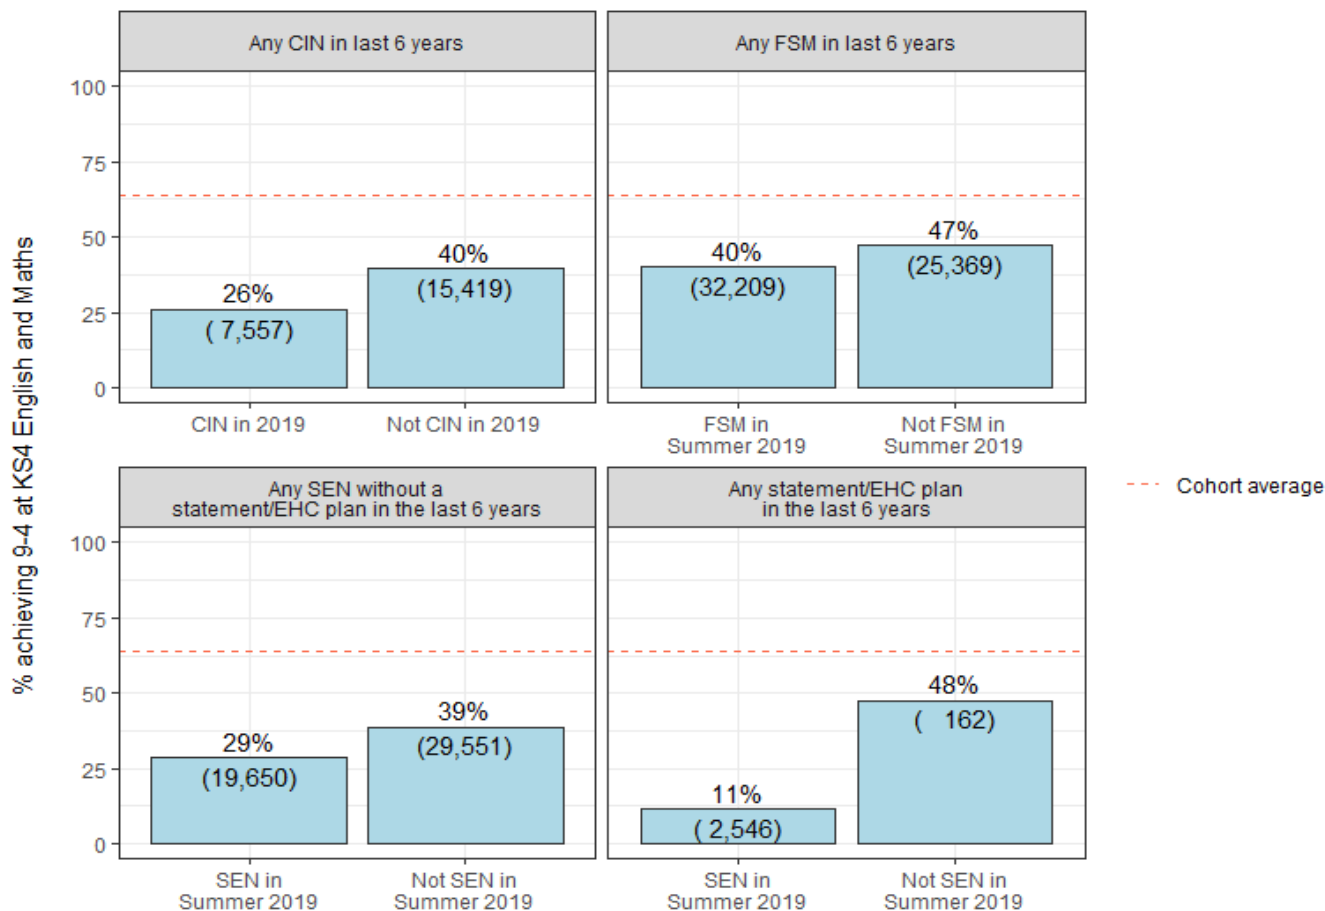 % achieving 9-4 at KS4 English and Maths
Any CIN in last 6 years
100
75
50
25
0
26%
( 7,557)
40%
(15,419)
CIN in 2019
Not CIN in 2019
Any FSM in last 6 years
40%
(32,209)
47%
(25,369)
FSM in
Summer 2019
Not FSM in
Summer 2019
Any SEN without a
statement/EHC plan in the last 6 years
100
75
50
25
0
29%
(19,650)
39%
(29,551)
SEN in
Summer 2019
Not SEN in
Summer 2019
Any statement/EHC plan
in the last 6 years
11%
( 2,546)
48%
(   162)
SEN in
Summer 2019
Not SEN in
Summer 2019
Cohort average